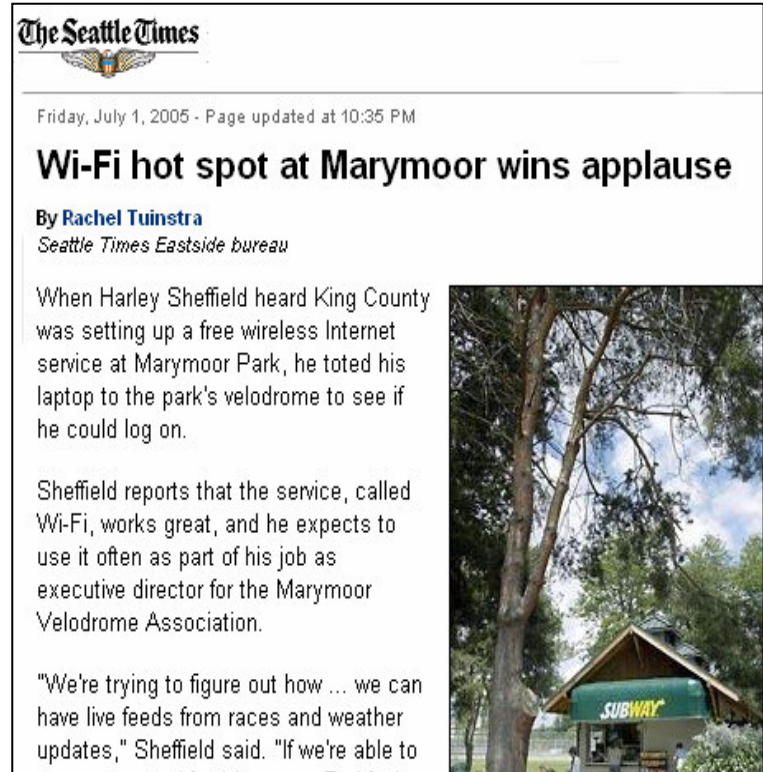 The Seattle Times
Friday, July 1, 2005 - Page updated at 10:35 PM
Wi-Fi hot spot at Marymoor wins applause
By Rachel Tuinstra
Seattle Times Eastside bureau
When Harley Sheffield heard King County
was setting up a free wireless Internet
service at Marymoor Park, he toted his
laptop to the park's velodrome to see if
he could log on.
Sheffield reports that the service, called
Wi-Fi, works great, and he expects to
use it often as part of his job as
executive director for the Marymoor
Velodrome Association.
"We're trying to figure out how ... we can
have live feeds from races and weather
updates," Sheffield said. "If we're able to
SUBWAY